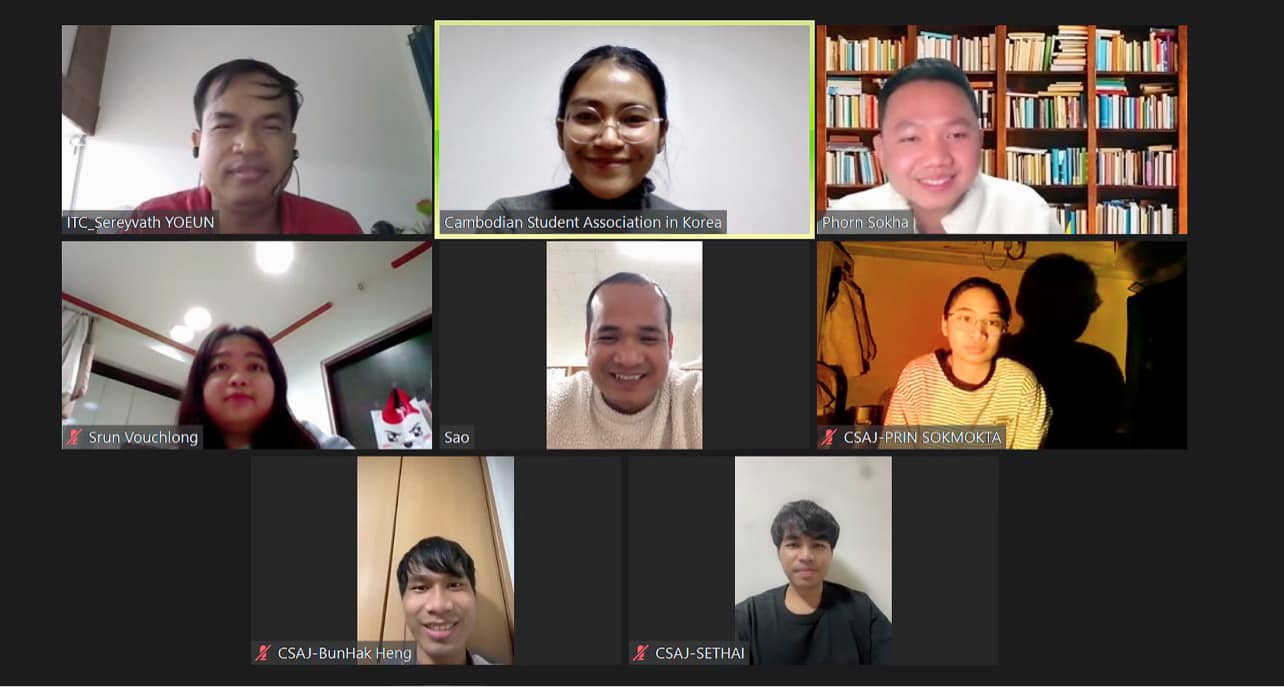 ITC_Sereyvath YOEUN
Cambodian Student Association in Korea
Phorn Sokha
Srun Vouchlong
Sao
CSAJ-PRIN SOKMOKTA
CSAJ-BunHak Heng
CSAJ-SETHAI